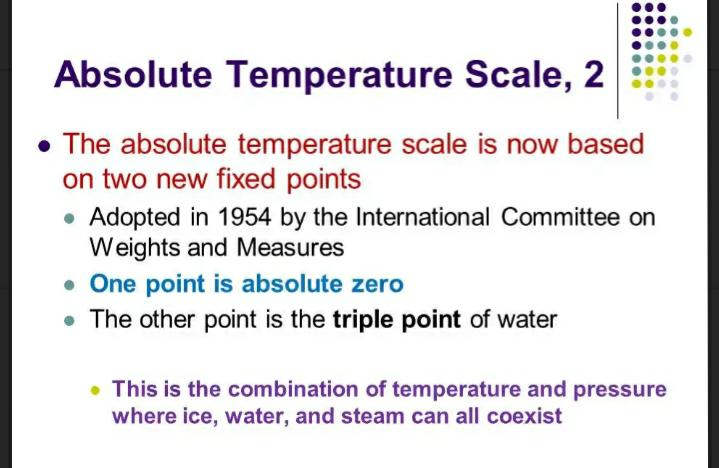 Absolute Temperature Scale, 2
The absolute temperature scale is now based
on two new fixed points
Adopted in 1954 by the International Committee on
Weights and Measures
One point is absolute zero
The other point is the triple point of water
This is the combination of temperature and pressure
where ice, water, and steam can all coexist